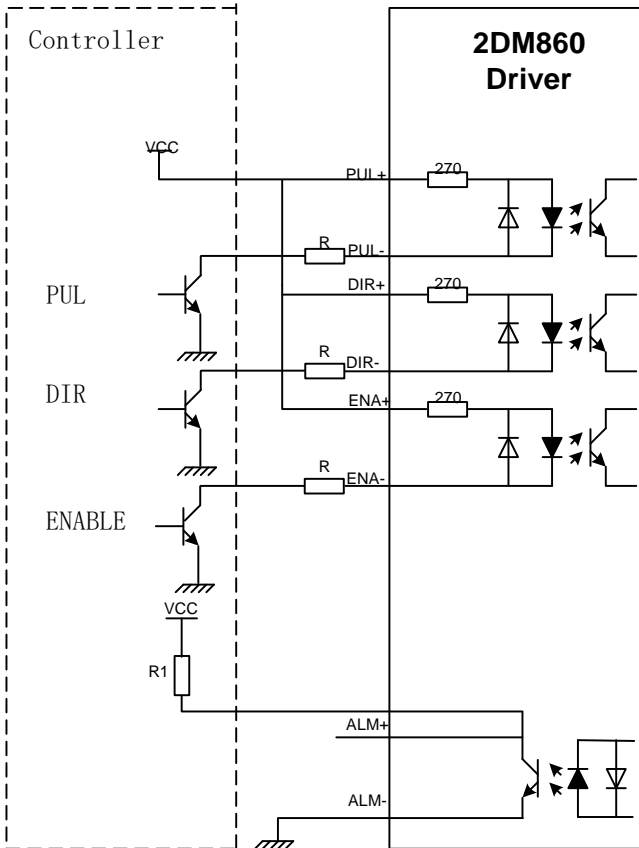 Controller
2DM860
Driver
VCC
PUL+
270
R
PUL-
PUL
DIR+
270
R
DIR-
DIR
ENA+
270
R
ENA-
ENABLE
VCC
R1
ALM+
ALM-